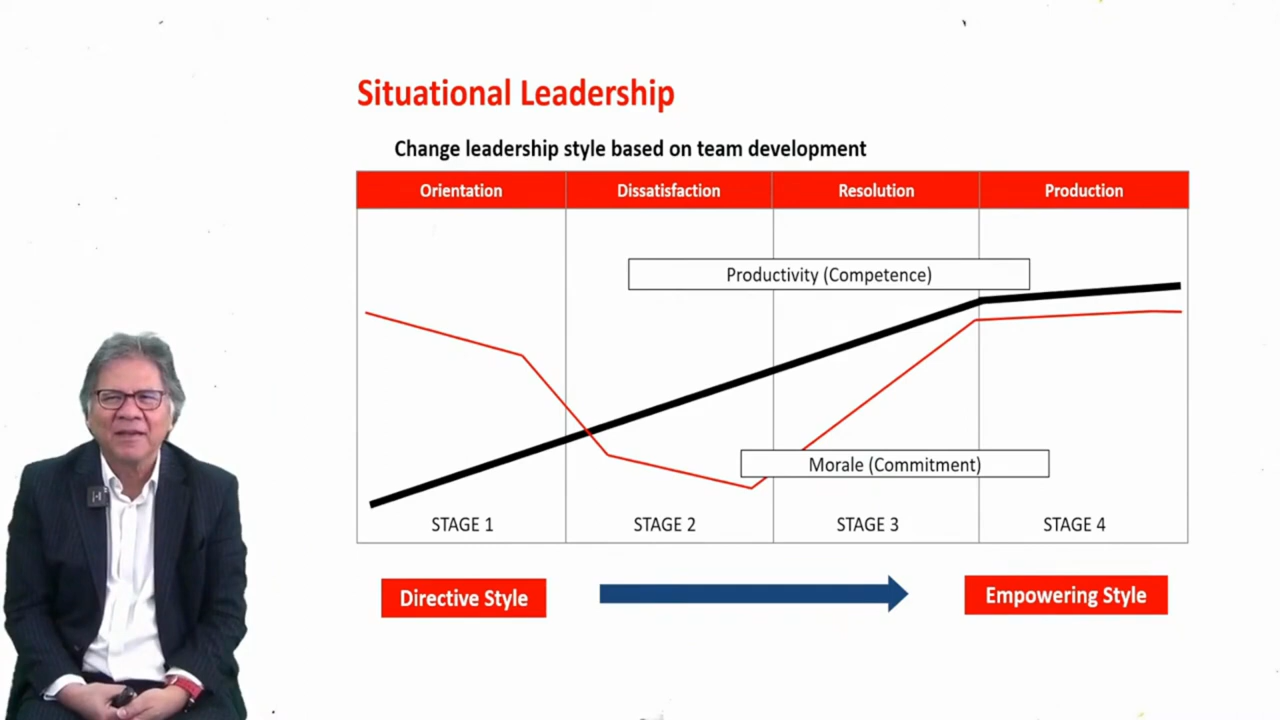 Situational Leadership
Change leadership style based on team development
Orientation
Dissatisfaction
Resolution
Production
Productivity (Competence)
Morale (Commitment)
STAGE 1
STAGE 2
STAGE 3
STAGE 4
Directive Style
Empowering Style